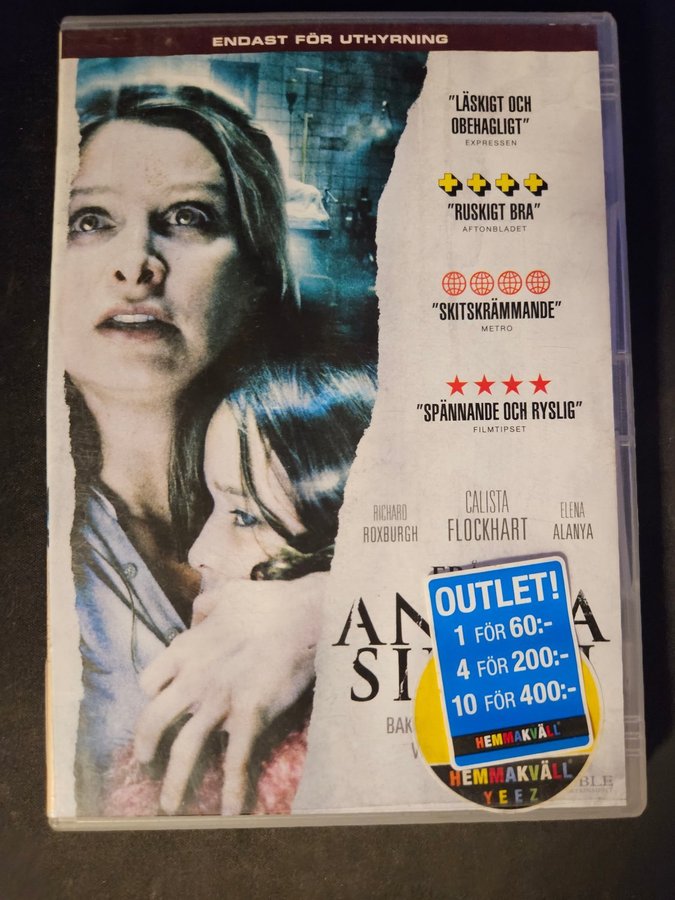 ENDAST FÖR UTHYRNING
"LÄSKIGT OCH
OBEHAGLIGT"
EXPRESSEN
"RUSKIGT BRA"
AFTONBLADET
"SKITSKRÄMMANDE"
METRO
"SPÄNNANDE OCH RYSLIG"
FILMTIPSET
RICHARD
ROXBURGH
CALISTA
FLOCKHART
ELENA
ALANYA
OUTLET!
1 FÖR 60:-
4 FÖR 200:-
10 FÖR 400:-
HEMMAKVÄLL
HEMMAKVÄLL
YEEZ